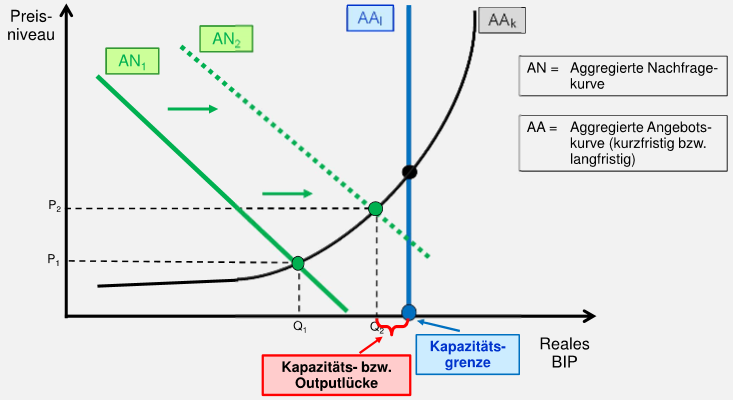 Preis-
niveau
AN₁
AN₂
AAₗ
AAₖ
AN = Aggregierte Nachfrage-
kurve
AA = Aggregierte Angebots-
kurve (kurzfristig bzw.
langfristig)
P₂
P₁
Q₁
Q₂
Reales
BIP
Kapazitäts- bzw.
Outputlücke
Kapazitäts-
grenze